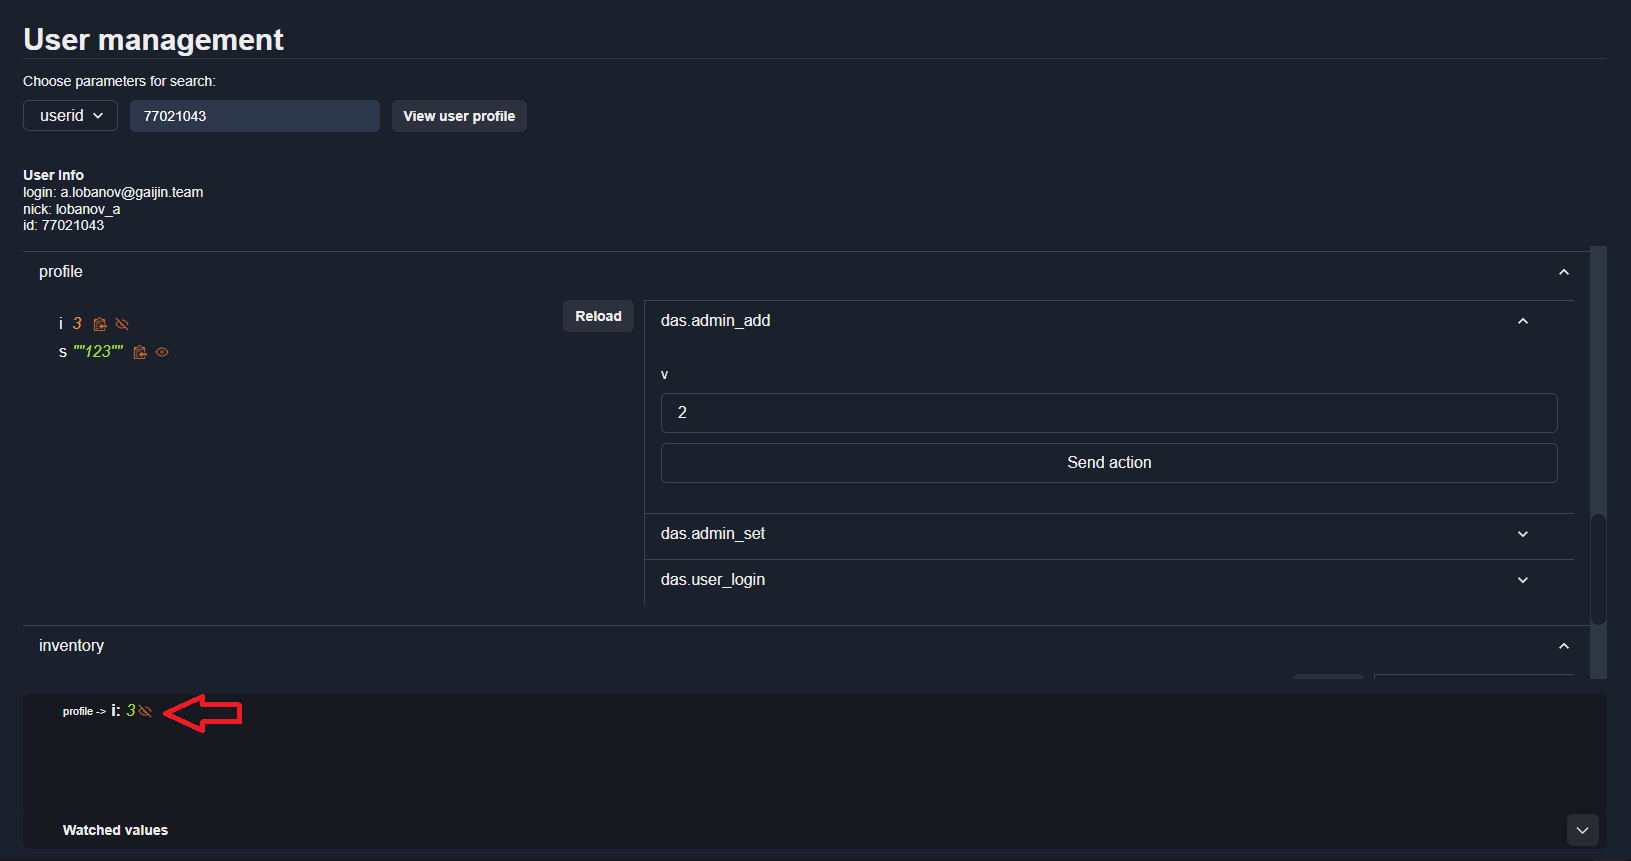 User management
Choose parameters for search:
userid 77021043 View user profile
User Info
login: a.lobanov@gaijin.team
nick: lobanov_a
id: 77021043
profile
i 3
s ""123""
Reload
das.admin_add
v
2
Send action
das.admin_set
das.user_login
inventory
profile -> i: 3
Watched values